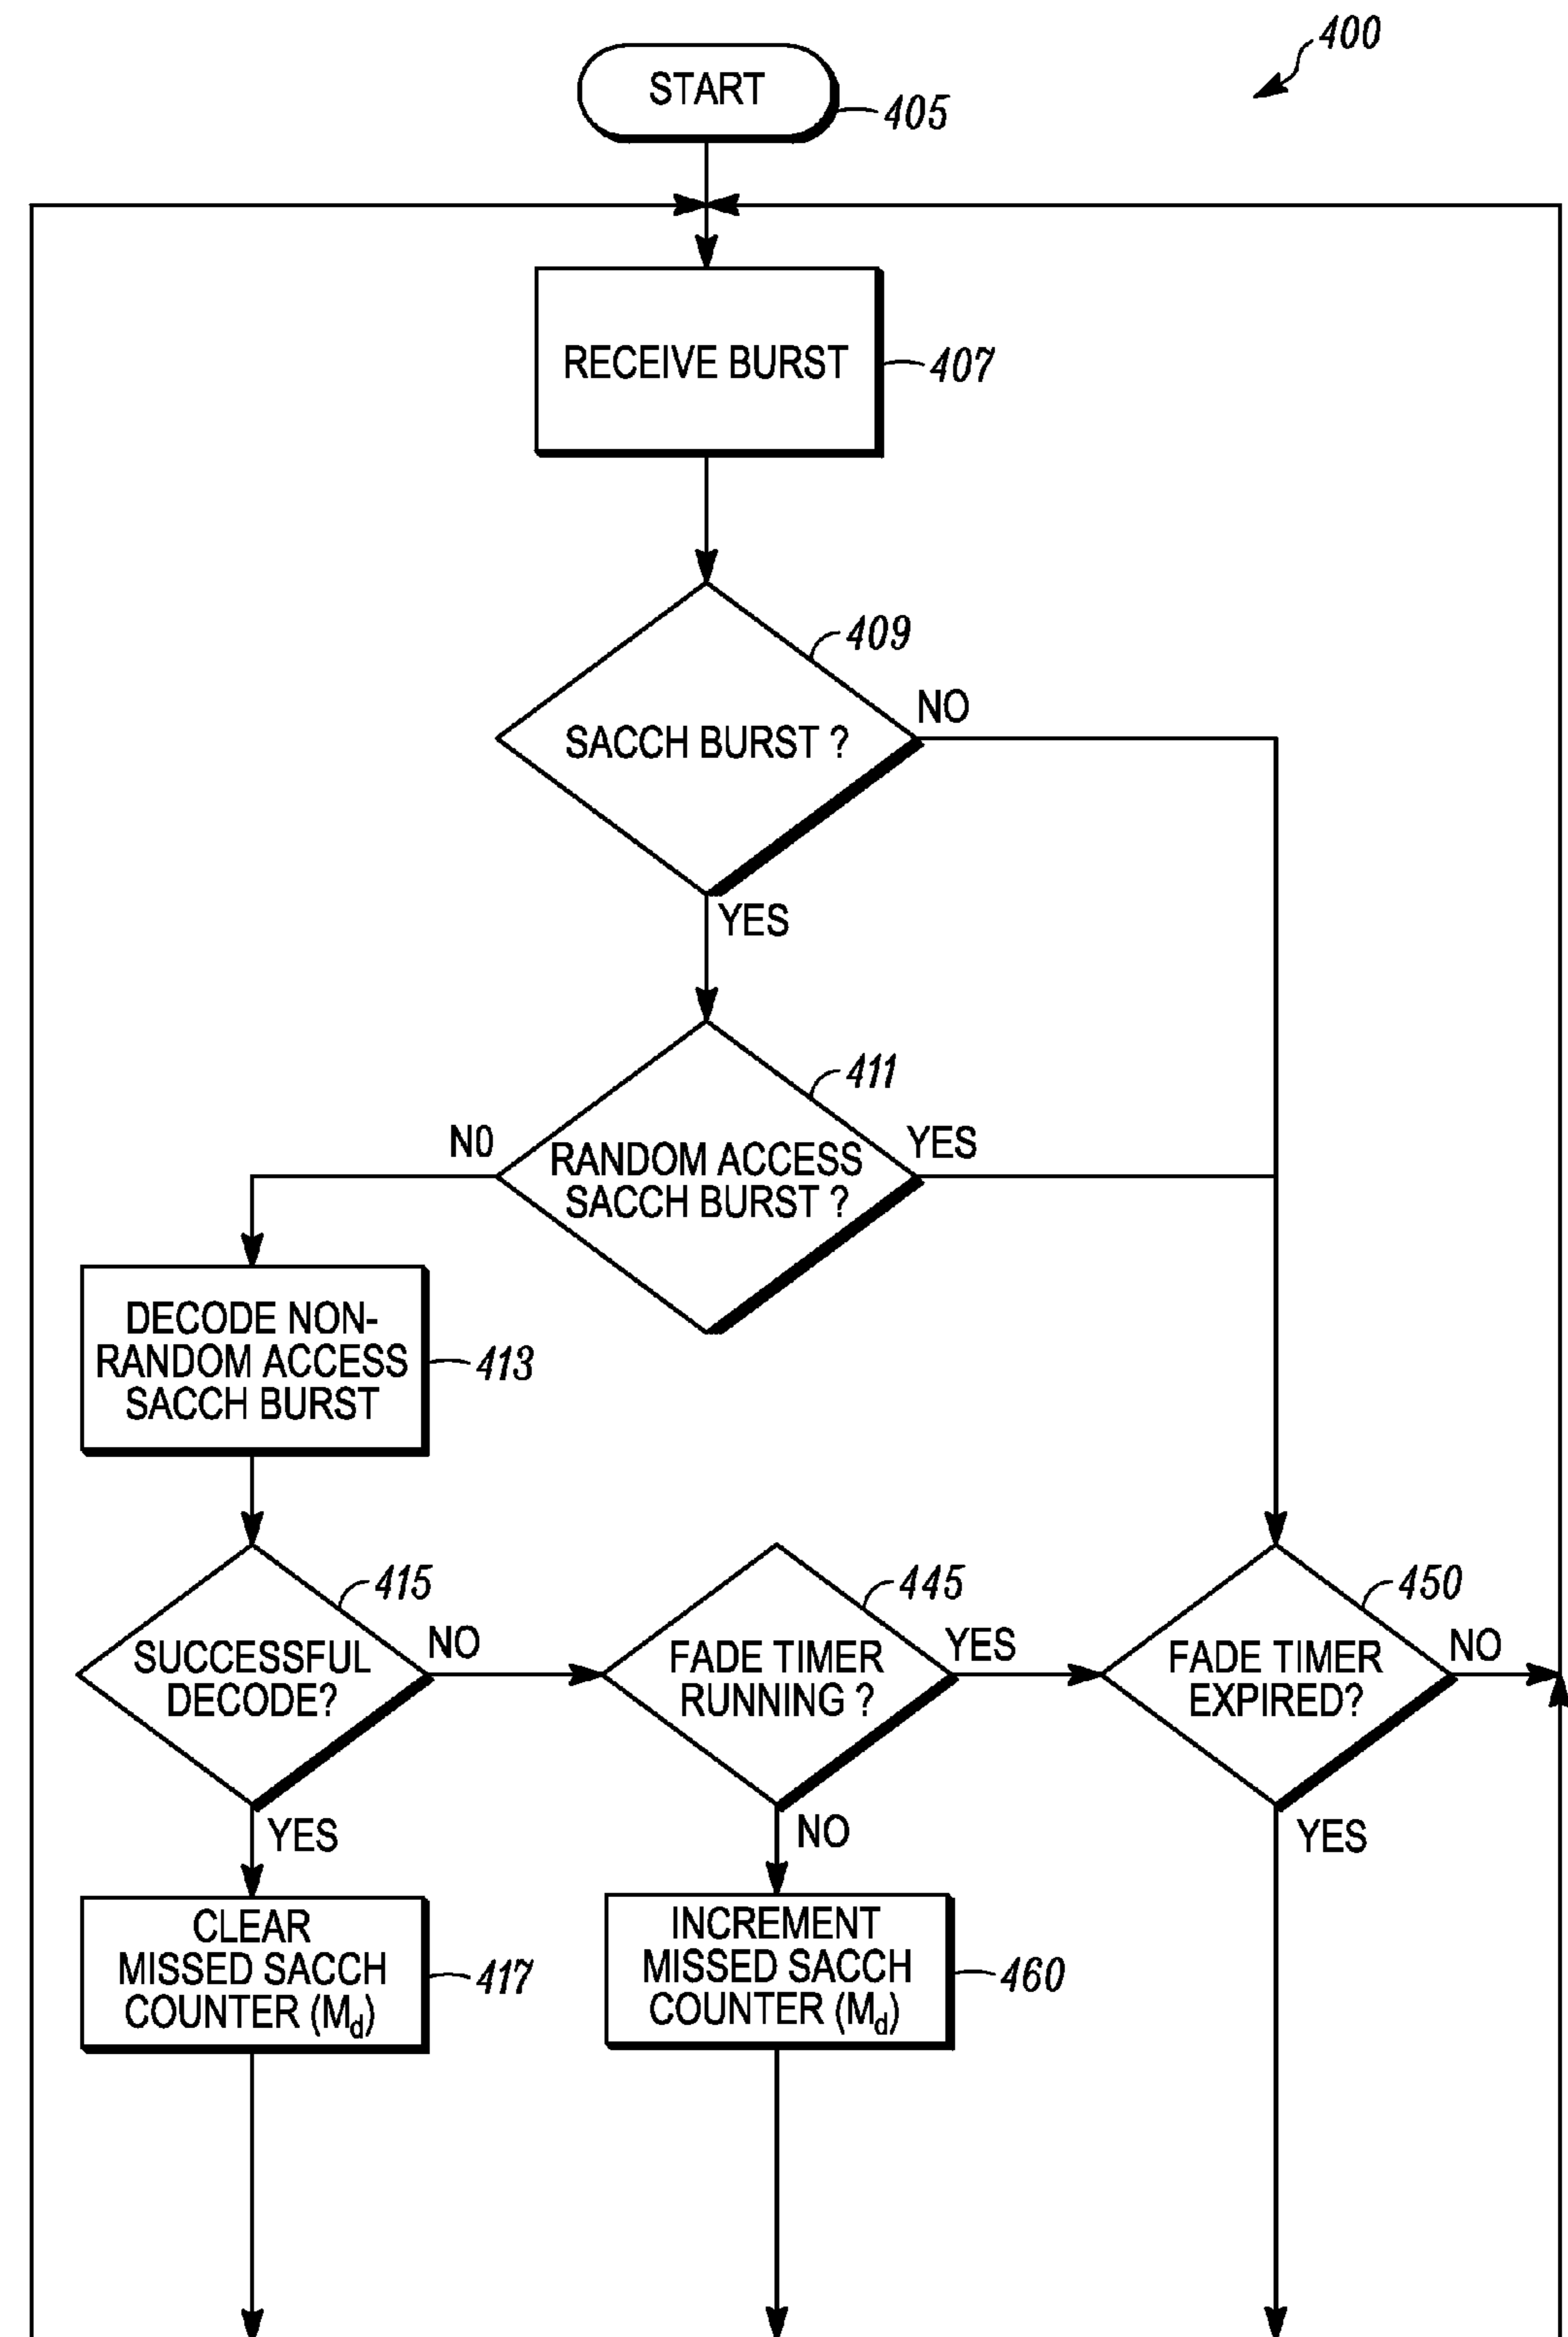 400
START
405
RECEIVE BURST
407
409
NO
SACCH BURST ?
YES
411
NO
YES
RANDOM ACCESS
SACCH BURST ?
DECODE NON-
RANDOM ACCESS
SACCH BURST
413
415
445
450
NO
YES
NO
SUCCESSFUL
DECODE?
FADE TIMER
RUNNING ?
FADE TIMER
EXPIRED?
YES
NO
YES
CLEAR
MISSED SACCH
COUNTER (Md)
417
INCREMENT
MISSED SACCH
COUNTER (Md)
460